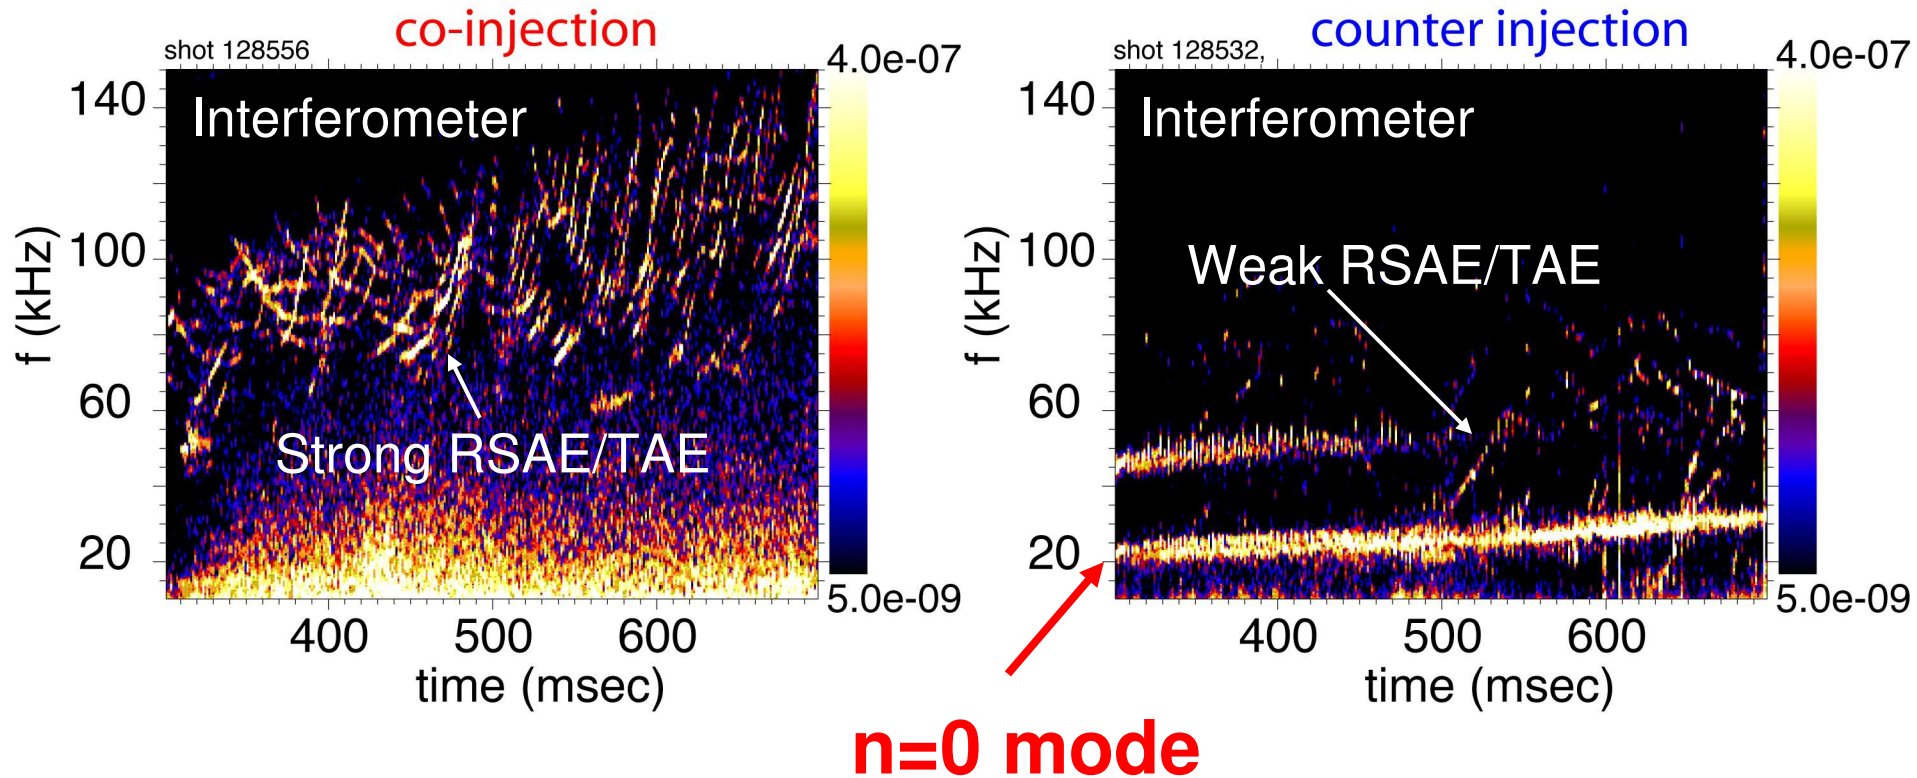 co-injection
shot 128556
4.0e-07
Interferometer
140
100
60
20
f (kHz)
Strong RSAE/TAE
5.0e-09
400 500 600
time (msec)
counter injection
shot 128532,
4.0e-07
Interferometer
140
100
60
20
f (kHz)
Weak RSAE/TAE
5.0e-09
400 500 600
time (msec)
n=0 mode